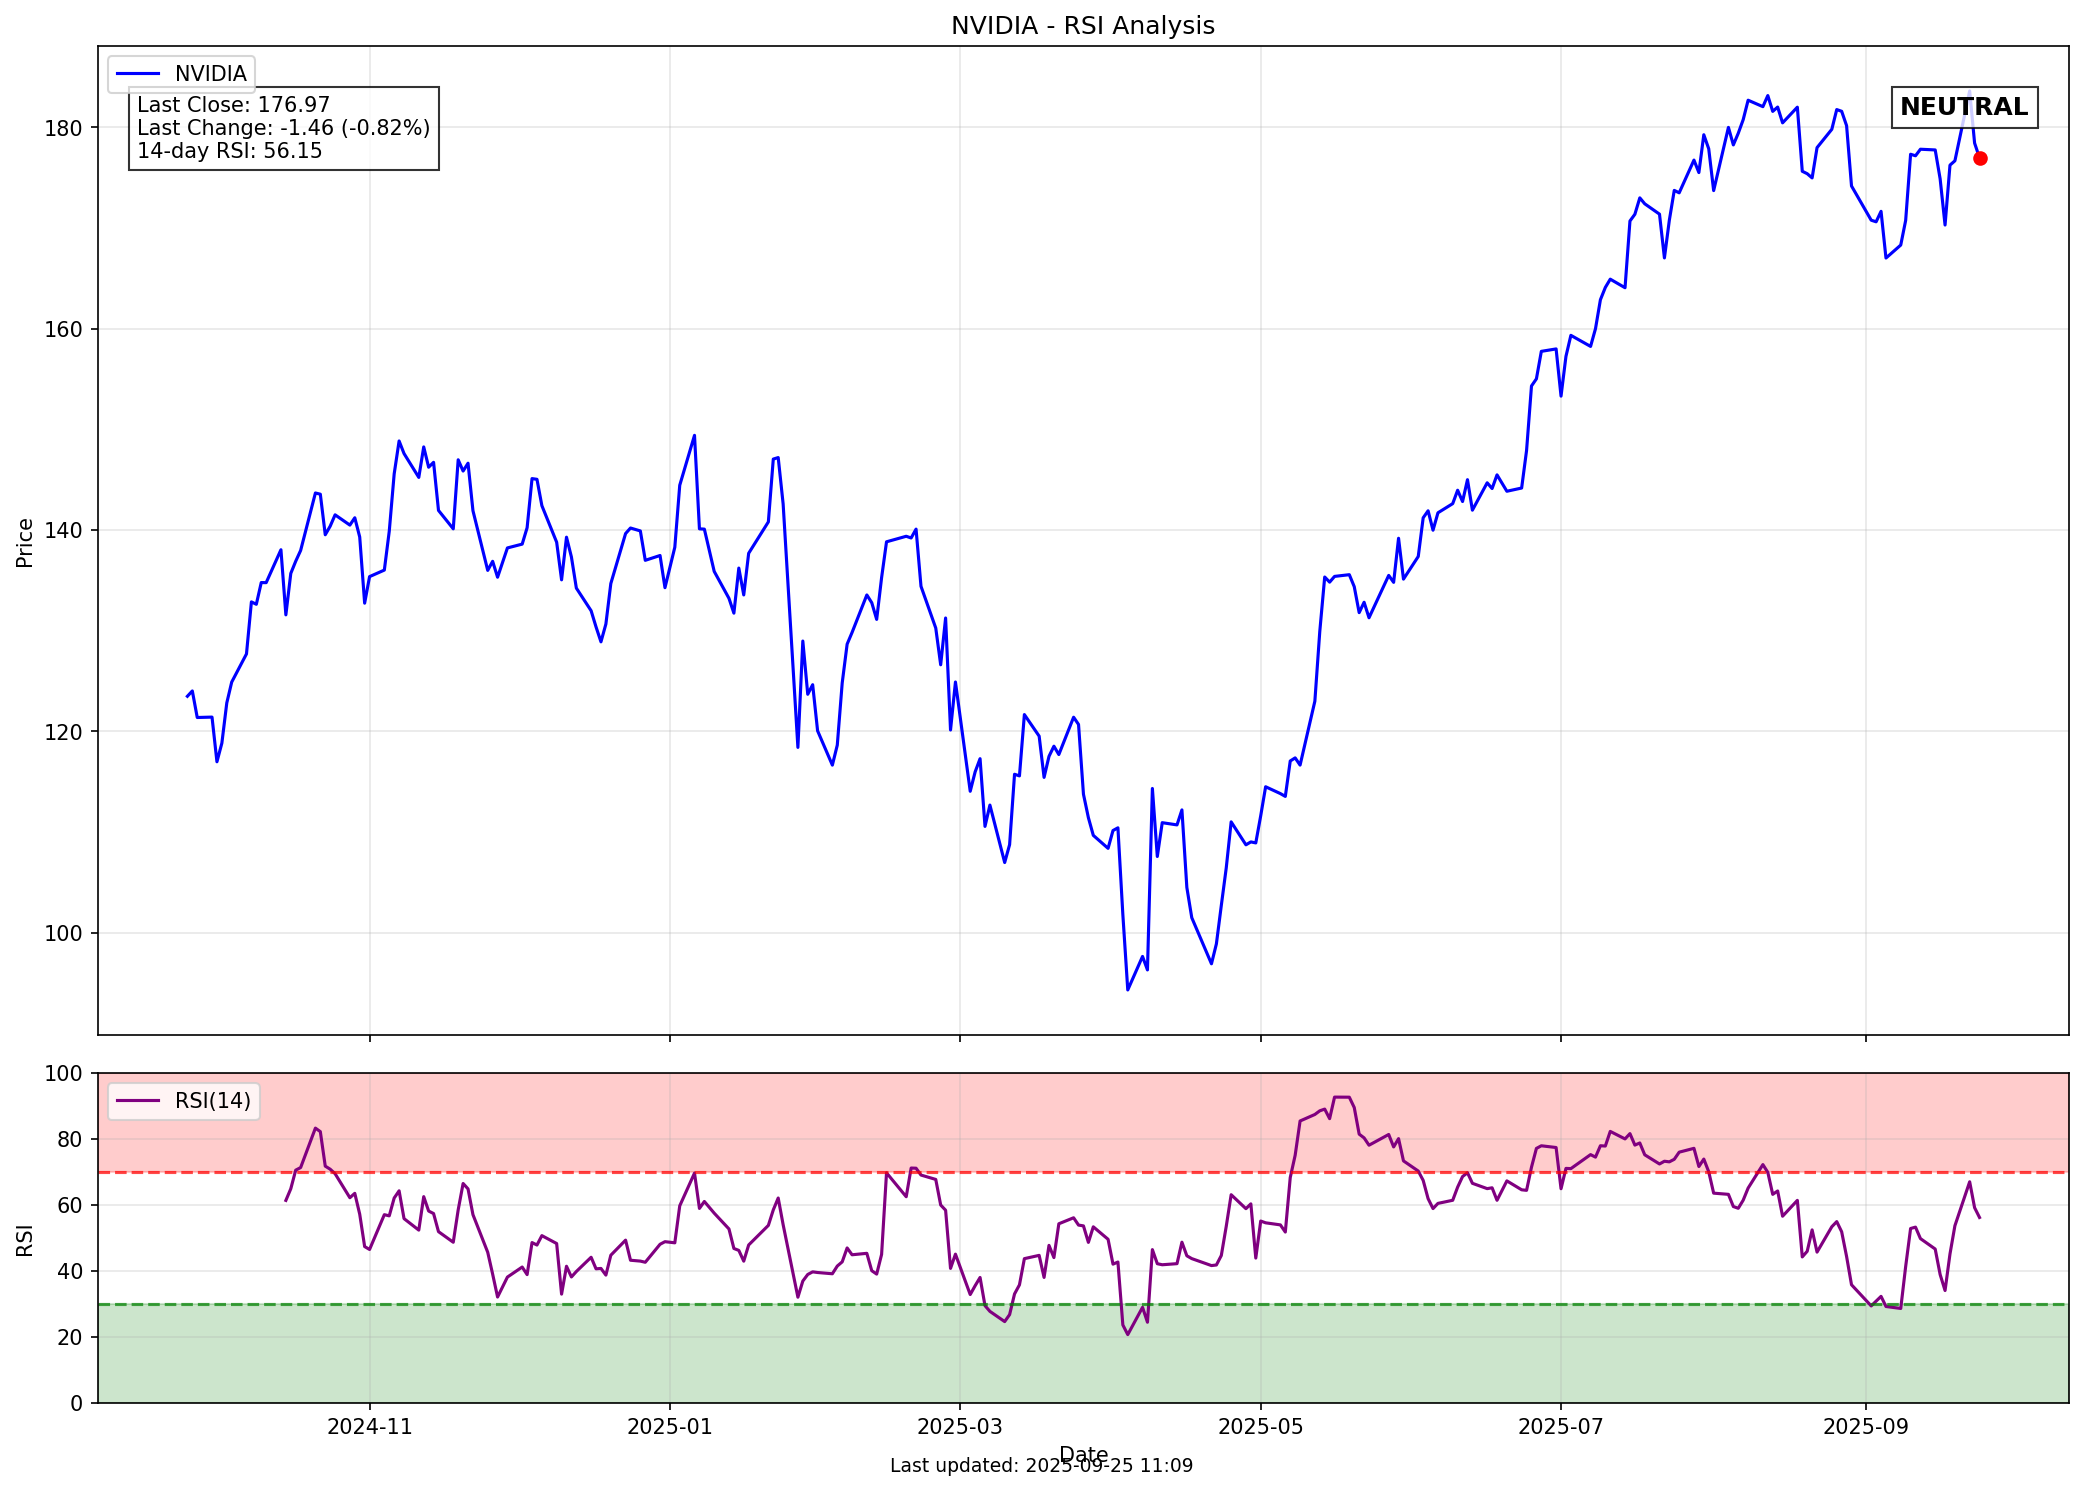 NVIDIA - RSI Analysis
NVIDIA
Last Close: 176.97
Last Change: -1.46 (-0.82%)
14-day RSI: 56.15
NEUTRAL
Price
180
160
140
120
100
RSI(14)
RSI
100
80
60
40
20
0
2024-11
2025-01
2025-03
2025-05
2025-07
2025-09
Date
Last updated: 2025-09-25 11:09